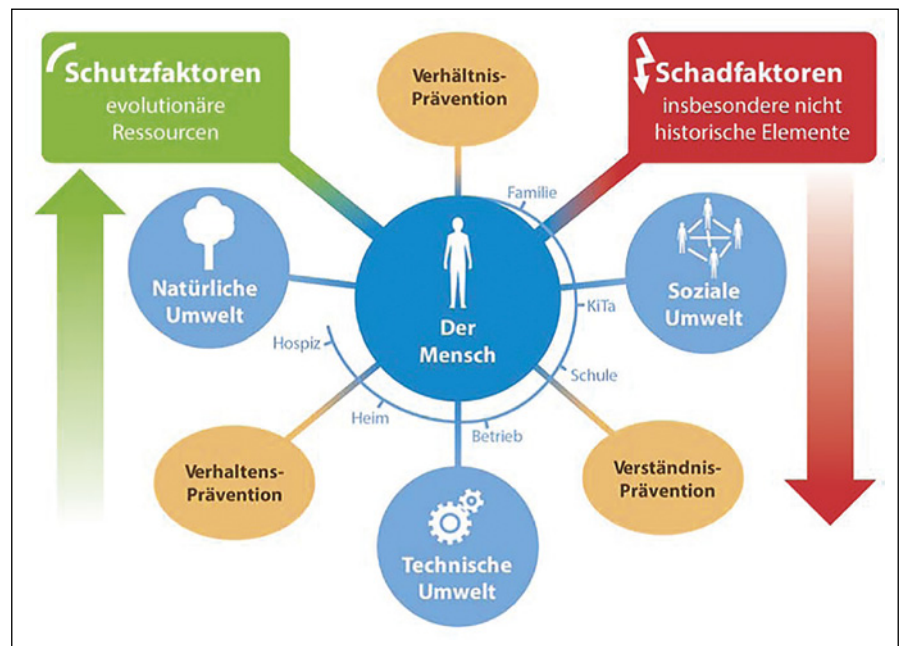 Schutzfaktoren
evolutionäre
Ressourcen
Verhältnis-
Prävention
Schadfaktoren
insbesondere nicht
historische Elemente
Familie
Natürliche
Umwelt
Der
Mensch
KiTa
Soziale
Umwelt
Hospiz
Heim
Betrieb
Schule
Verhaltens-
Prävention
Verständnis-
Prävention
Technische
Umwelt